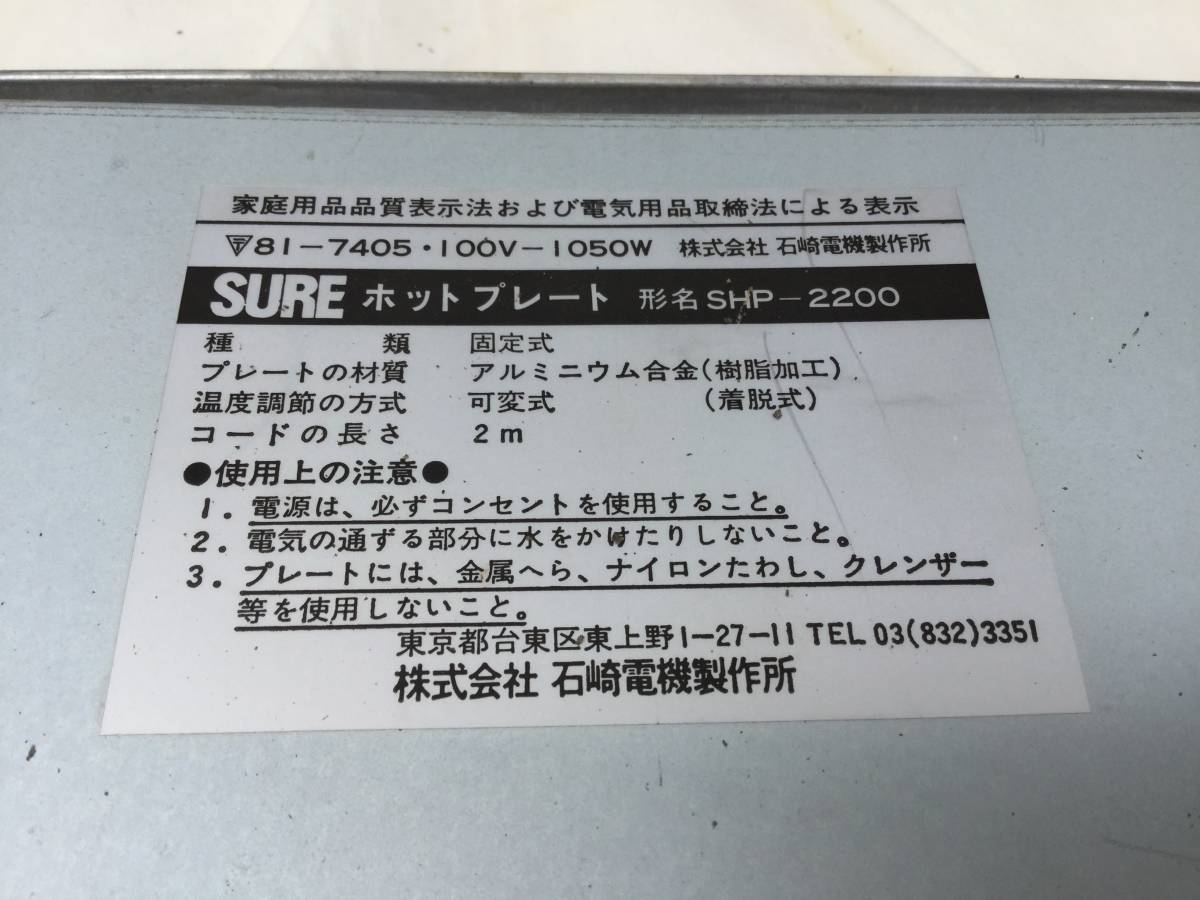 家庭用品品質表示法および電気用品取締法による表示
81-7405・100V-1050W 株式会社 石崎電機製作所
SURE ホットプレート 形名 SHP-2200
種類 固定式
プレートの材質 アルミニウム合金(樹脂加工)
温度調節の方式 可変式 (着脱式)
コードの長さ 2m
●使用上の注意●
1. 電源は、必ずコンセントを使用すること。
2. 電気の通ずる部分に水をかけたりしないこと。
3. プレートには、金属へら、ナイロンたわし、クレンザー
等を使用しないこと。
東京都台東区東上野1-27-11 TEL 03(832)3351
株式会社 石崎電機製作所